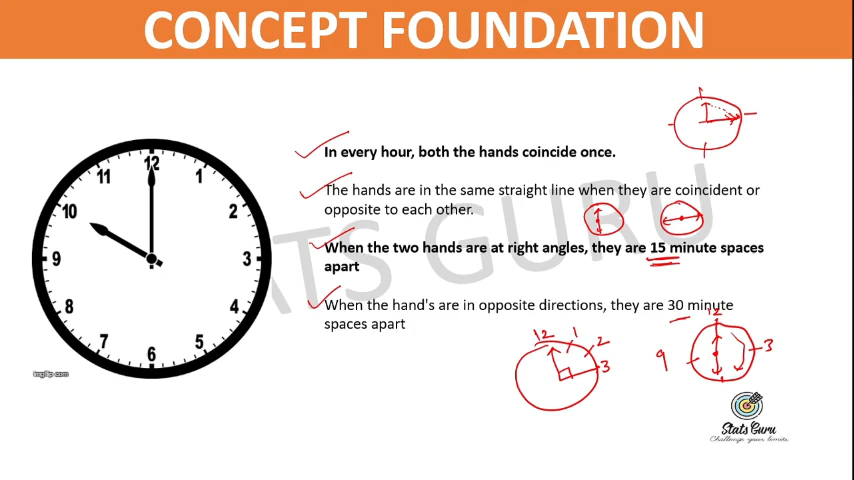 CONCEPT FOUNDATION
In every hour, both the hands coincide once.
The hands are in the same straight line when they are coincident or
opposite to each other.
When the two hands are at right angles, they are 15 minute spaces
apart
When the hand's are in opposite directions, they are 30 minute
spaces apart
STATS GURU
12
1
2
3
4
5
6
7
8
9
10
11
imgflip.com
12
1
2
3
12
3
9
Stats Guru
Challenge your limits